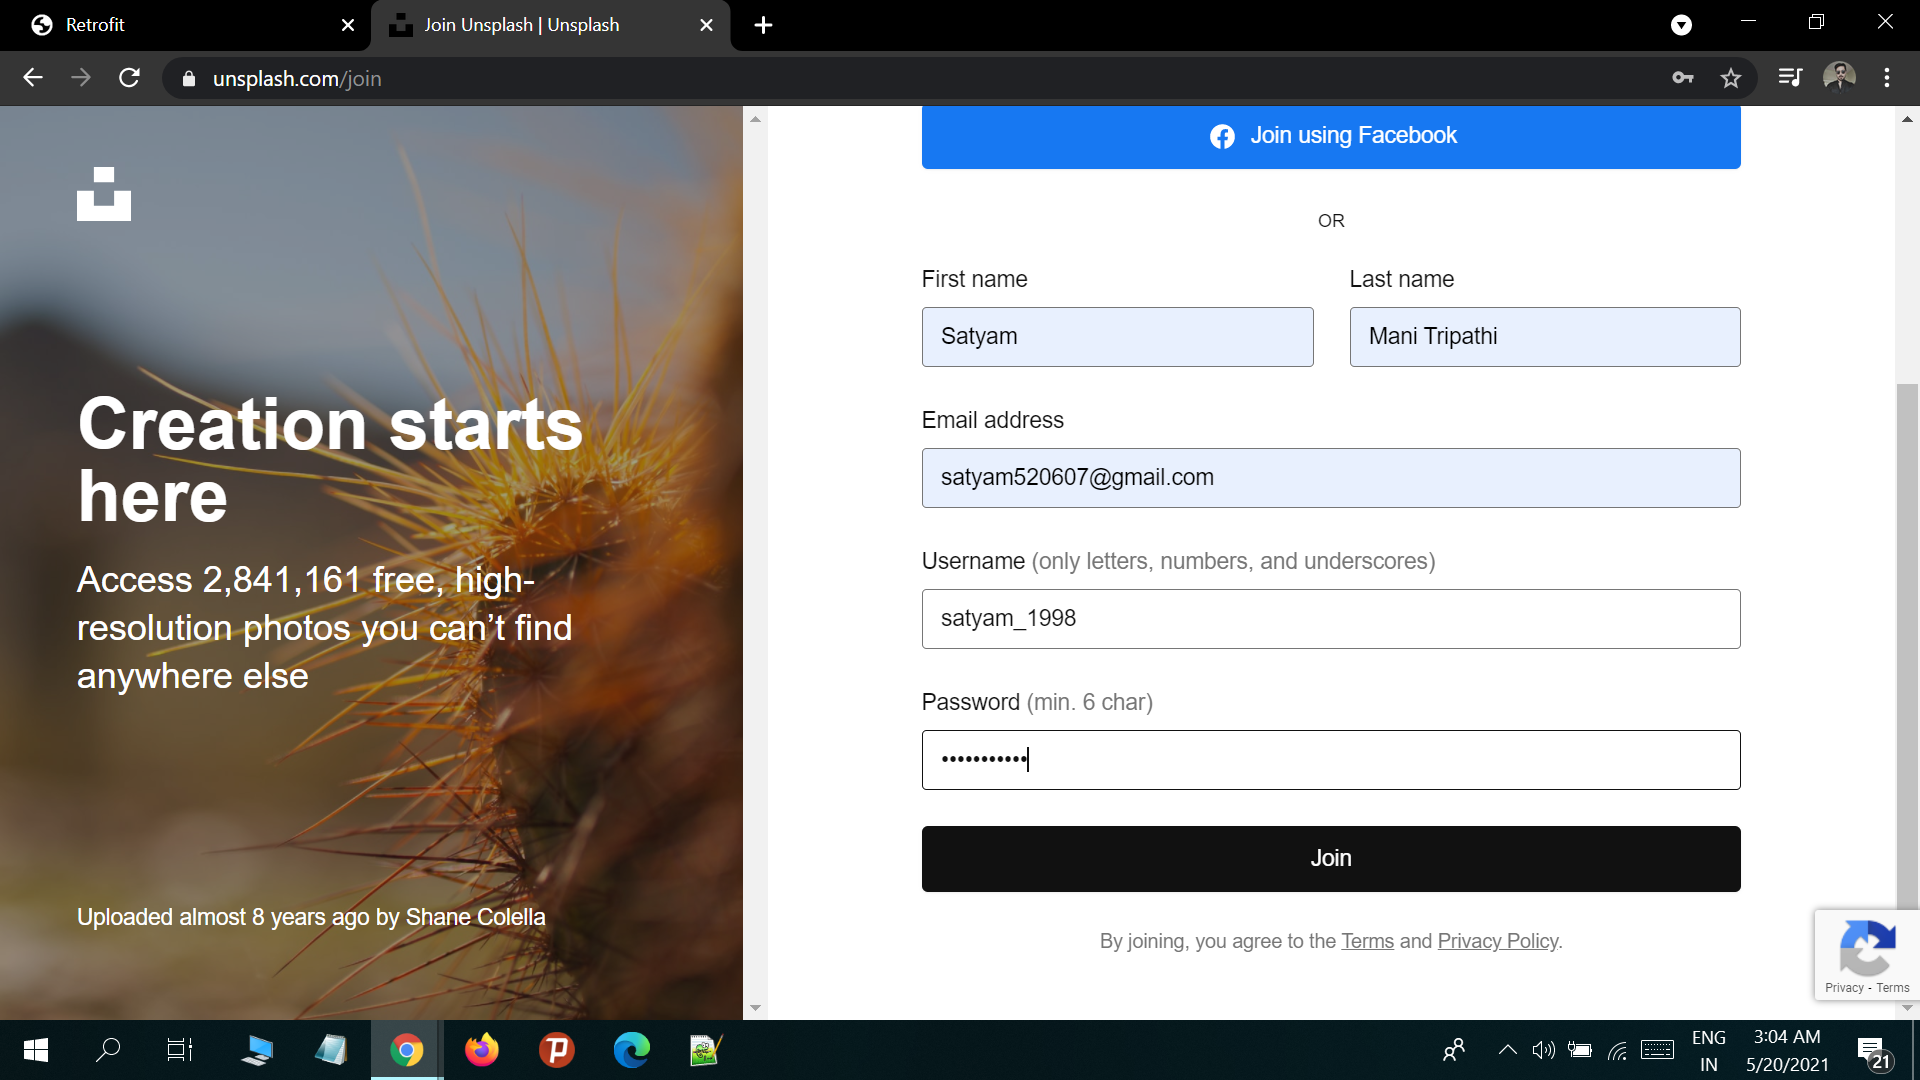 Retrofit
Join Unsplash | Unsplash
unsplash.com/join
Creation starts
here
Access 2,841,161 free, high-
resolution photos you can’t find
anywhere else
Uploaded almost 8 years ago by Shane Colella
Join using Facebook
OR
First name
Last name
Satyam
Mani Tripathi
Email address
satyam520607@gmail.com
Username (only letters, numbers, and underscores)
satyam_1998
Password (min. 6 char)
•••••••••••
Join
By joining, you agree to the Terms and Privacy Policy.
Privacy - Terms
ENG
IN
3:04 AM
5/20/2021
21